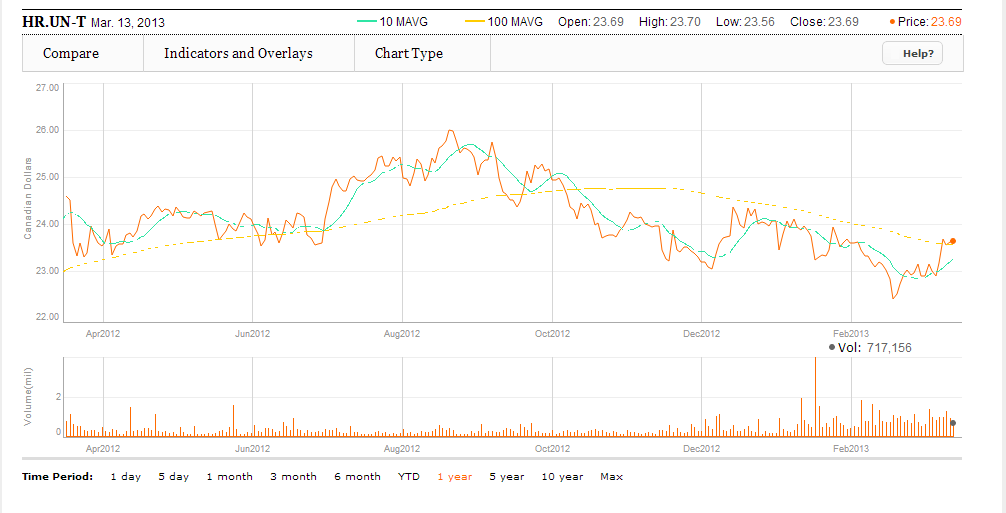 HR.UN-T Mar. 13, 2013 10 MAVG 100 MAVG Open: 23.69 High: 23.70 Low: 23.56 Close: 23.69 Price: 23.69
Compare Indicators and Overlays Chart Type Help?
27.00
26.00
25.00
24.00
23.00
22.00
Canadian Dollars
Apr2012 Jun2012 Aug2012 Oct2012 Dec2012 Feb2013
Vol: 717,156
2
0
Volume(mil)
Apr2012 Jun2012 Aug2012 Oct2012 Dec2012 Feb2013
Time Period: 1 day 5 day 1 month 3 month 6 month YTD 1 year 5 year 10 year Max